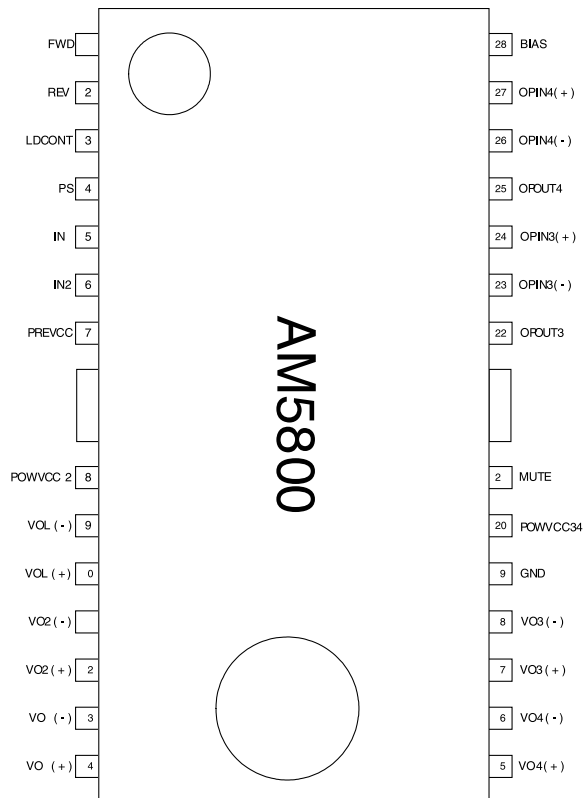 FWD
REV 2
LDCONT 3
PS 4
IN 5
IN2 6
PREVCC 7
POWVCC 2 8
VOL (-) 9
VOL (+) 0
VO2 (-)
VO2 (+) 2
VO (-) 3
VO (+) 4
AM5800
28 BIAS
27 OPIN4(+)
26 OPIN4(-)
25 OPOUT4
24 OPIN3(+)
23 OPIN3(-)
22 OPOUT3
2 MUTE
20 POWVCC34
9 GND
8 VO3 (-)
7 VO3 (+)
6 VO4 (-)
5 VO4 (+)